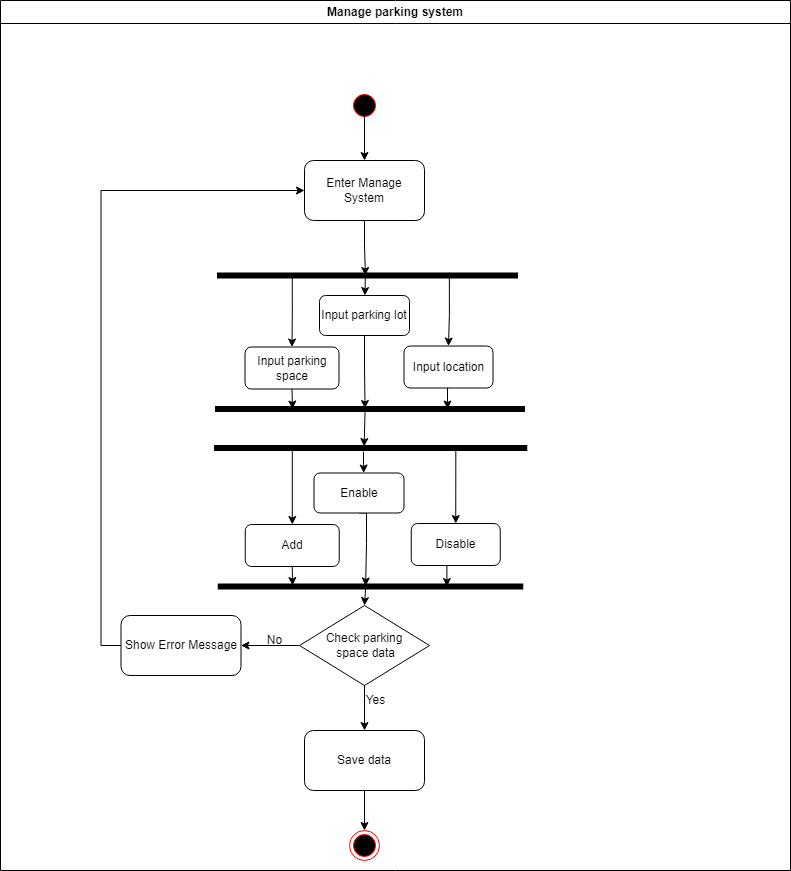 Manage parking system
Enter Manage
System
Input parking lot
Input parking
space
Input location
Enable
Add
Disable
Check parking
space data
No
Show Error Message
Yes
Save data